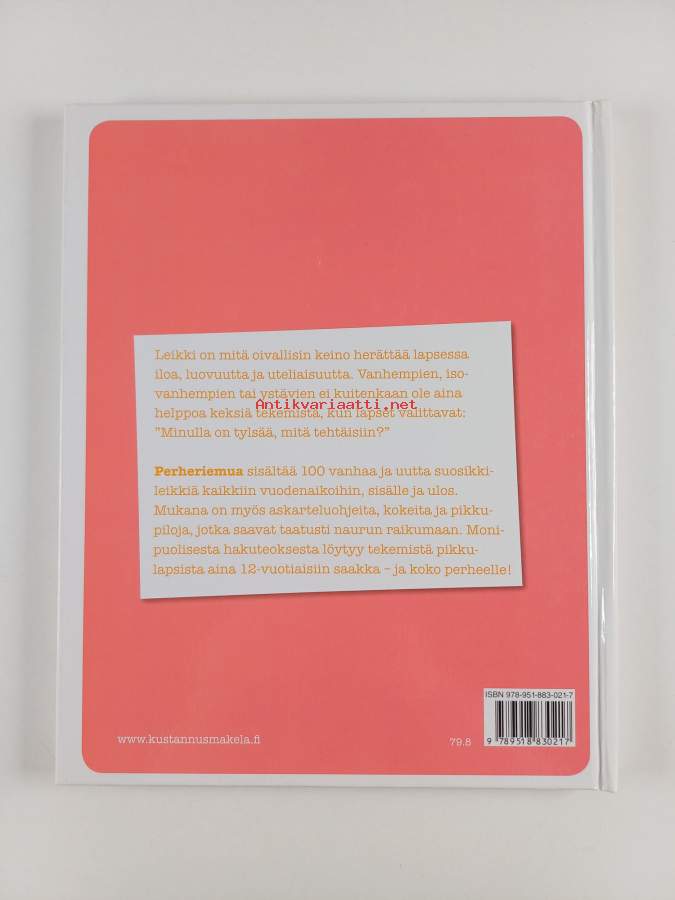 Leikki on mitä oivallisin keino herättää lapsessa
iloa, luovuutta ja uteliaisuutta. Vanhempien, iso-
vanhempien tai ystävien ei kuitenkaan ole aina
Antikvariaatti.net
helppoa keksiä tekemistä, kun lapset valittavat:
"Minulla on tylsää, mitä tehtäisiin?"
Perheriemua sisältää 100 vanhaa ja uutta suosikki-
leikkiä kaikkiin vuodenaikoihin, sisälle ja ulos.
Mukana on myös askarteluohjeita, kokeita ja pikku-
piloja, jotka saavat taatusti naurun raikumaan. Moni-
puolisesta hakuteoksesta löytyy tekemistä pikku-
lapsista aina 12-vuotiaisiin saakka – ja koko perheelle!
ISBN 978-951-883-021-7
www.kustannusmakela.fi
79.8
9 789518 830217